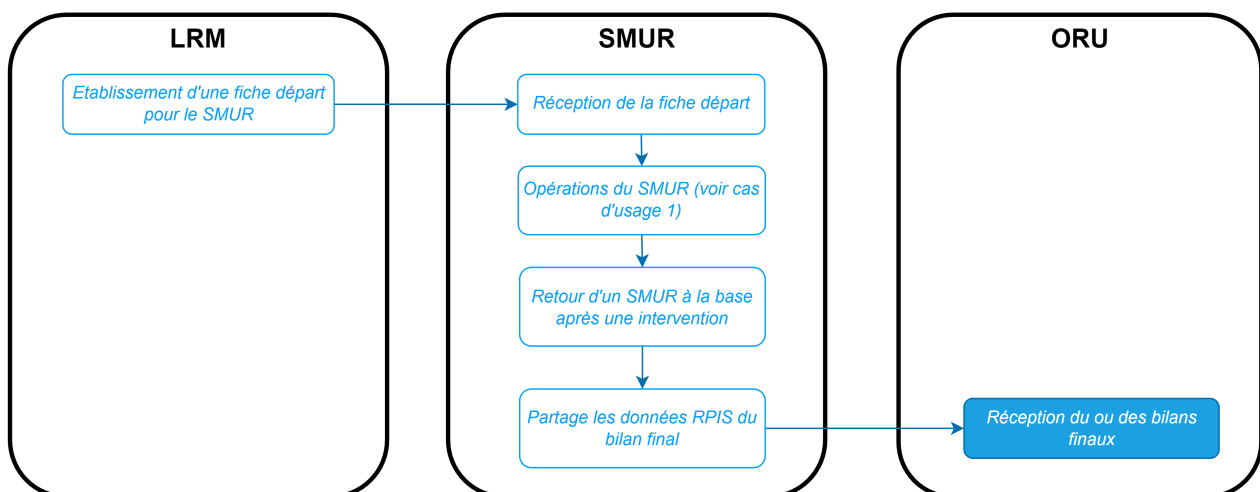 LRM
SMUR
ORU
Etablissement d'une fiche départ
pour le SMUR
Réception de la fiche départ
Opérations du SMUR (voir cas
d'usage 1)
Retour d'un SMUR à la base
après une intervention
Partage les données RPIS du
bilan final
Réception du ou des bilans
finaux